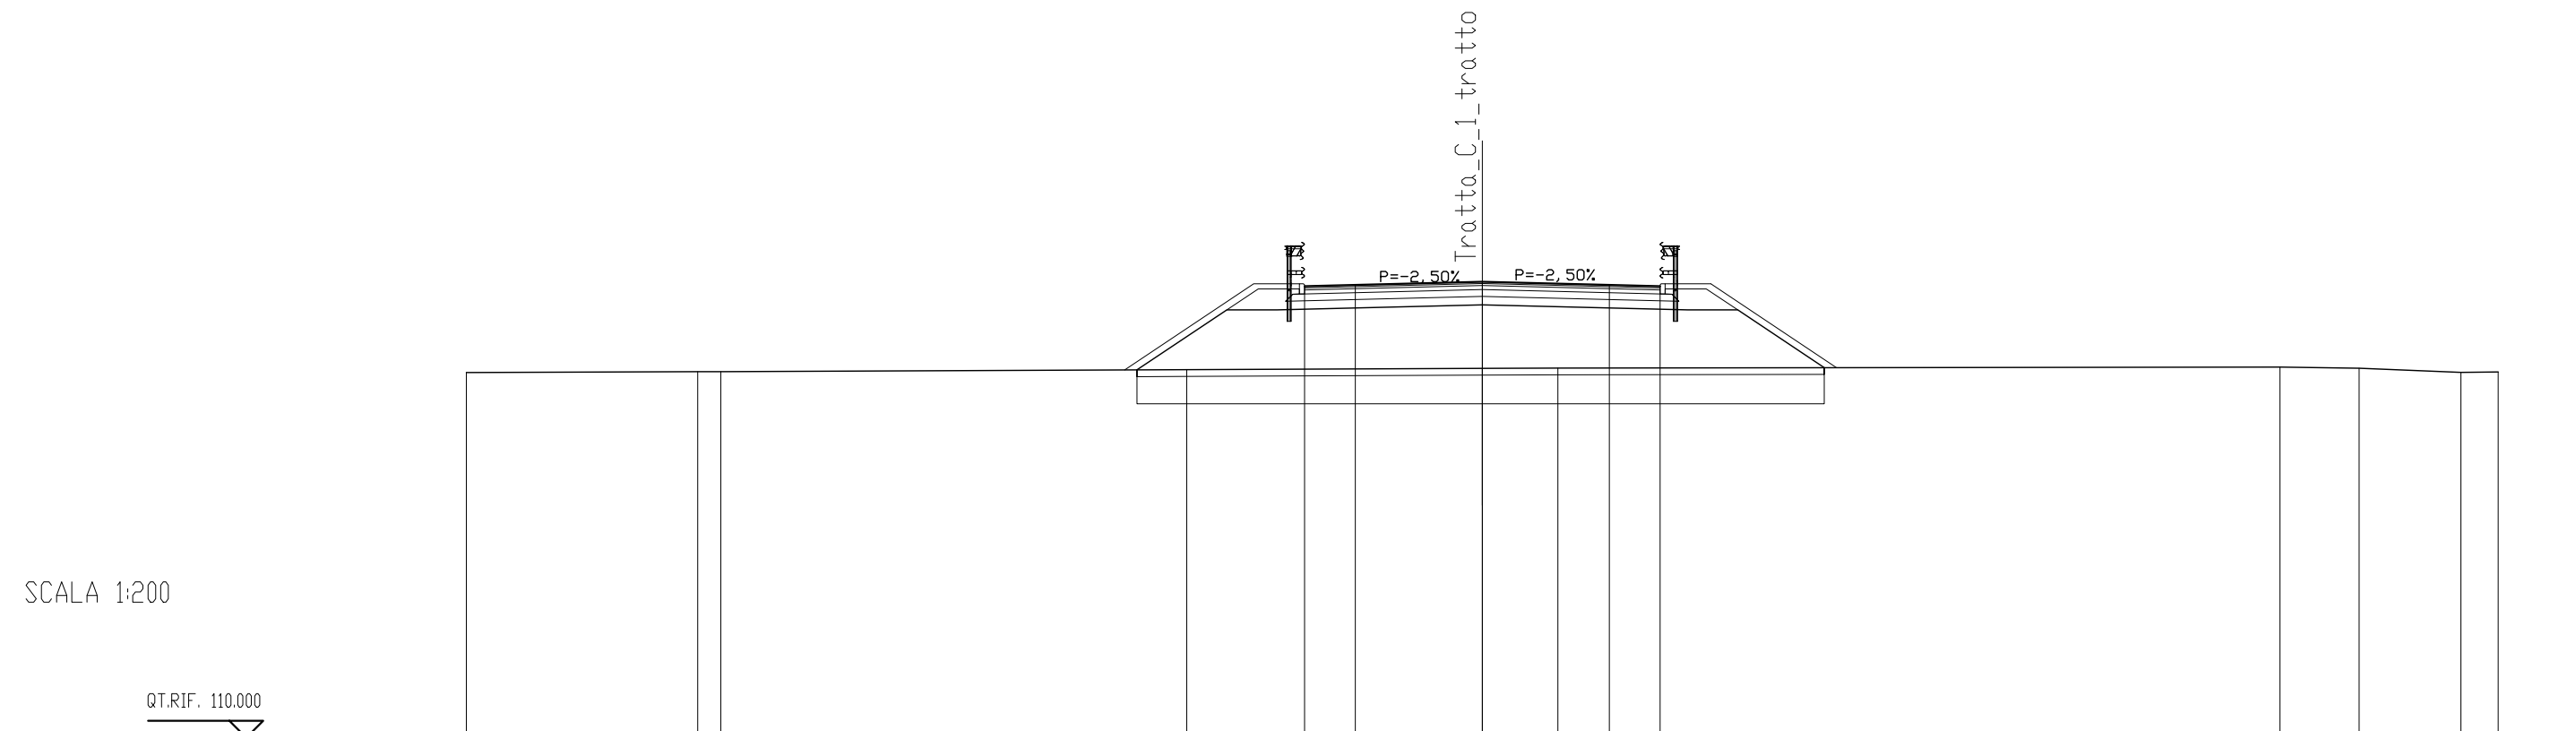 Tratta_C_1_tratto
P=-2,50%
P=-2,50%
SCALA 1:200
QT.RIF. 110.000